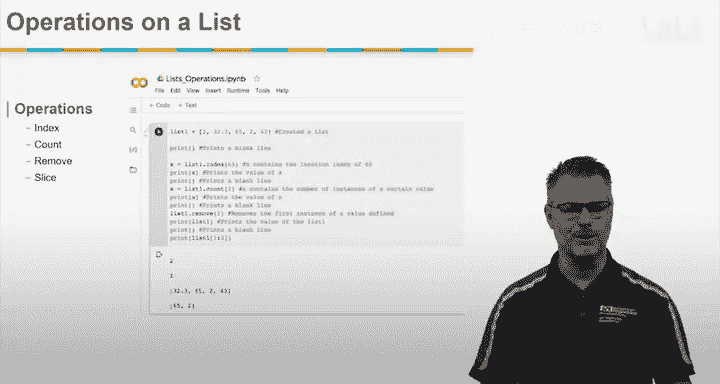 Operations on a List
Operations
– Index
– Count
– Remove
– Slice
Lists_Operations.ipynb
File Edit View Insert Runtime Tools Help
+ Code + Text
list1 = [2, 32.3, 65, 2, 43] #Created a List
print() #Prints a blank line
x = list1.index(65) #x contains the location index of 65
print(x) #Prints the value of x
print() #Prints a blank line
x = list1.count(2) #x contains the number of instances of a certain value
print(x) #Prints the value of x
print() #Prints a blank line
list1.remove(2) #Removes the first instance of a value defined
print(list1) #Prints the value of the list1
print() #Prints a blank line
print(list1[1:3])
2
2
[32.3, 65, 2, 43]
[65, 2]